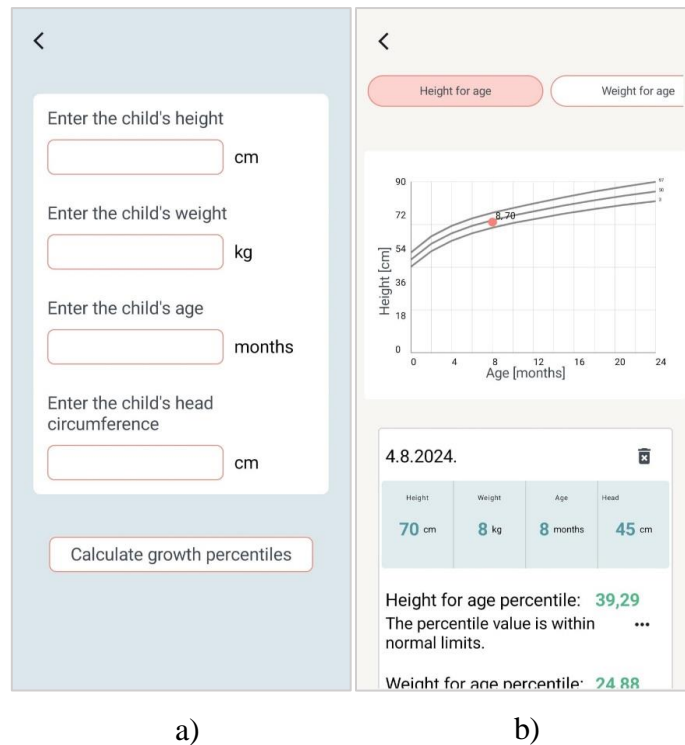 Enter the child's height
cm
Enter the child's weight
kg
Enter the child's age
months
Enter the child's head
circumference
cm
Calculate growth percentiles
a)
Height for age
Weight for age
90
72
54
36
18
0
Height [cm]
8, 70
97
50
3
0 4 8 12 16 20 24
Age [months]
4.8.2024.
Height Weight Age Head
70 cm 8 kg 8 months 45 cm
Height for age percentile: 39,29
The percentile value is within
normal limits.
Weight for age percentile: 24,88
b)